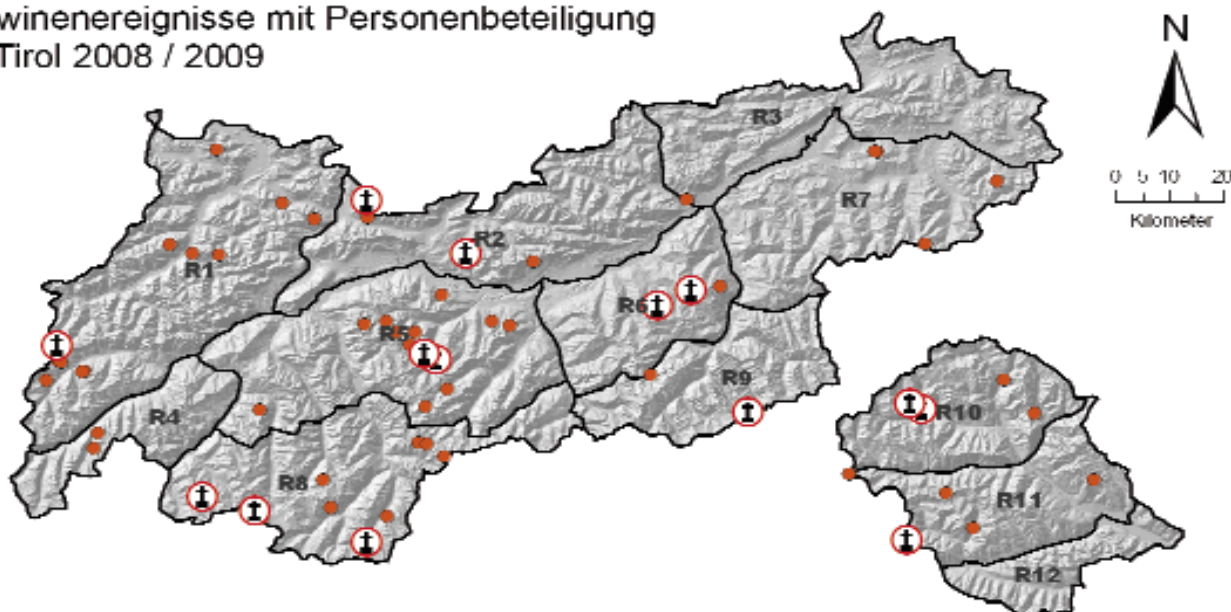 winenereignisse mit Personenbeteiligung
Tirol 2008 / 2009
N
0 5 10 20
Kilometer
R3
R7
R2
R1
R6
R5
R9
R4
R10
R8
R11
R12